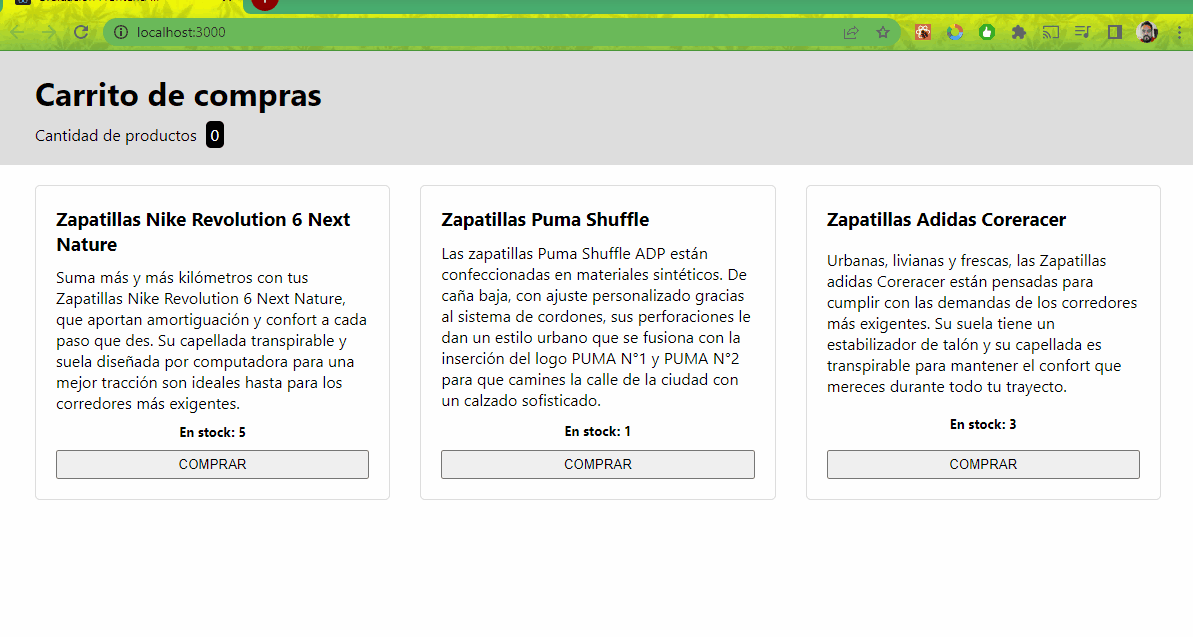 localhost:3000
Carrito de compras
Cantidad de productos 0
Zapatillas Nike Revolution 6 Next
Nature
Suma más y más kilómetros con tus
Zapatillas Nike Revolution 6 Next Nature,
que aportan amortiguación y confort a cada
paso que des. Su capellada transpirable y
suela diseñada por computadora para una
mejor tracción son ideales hasta para los
corredores más exigentes.
En stock: 5
COMPRAR
Zapatillas Puma Shuffle
Las zapatillas Puma Shuffle ADP están
confeccionadas en materiales sintéticos. De
caña baja, con ajuste personalizado gracias
al sistema de cordones, sus perforaciones le
dan un estilo urbano que se fusiona con la
inserción del logo PUMA N°1 y PUMA N°2
para que camines la calle de la ciudad con
un calzado sofisticado.
En stock: 1
COMPRAR
Zapatillas Adidas Coreracer
Urbanas, livianas y frescas, las Zapatillas
adidas Coreracer están pensadas para
cumplir con las demandas de los corredores
más exigentes. Su suela tiene un
estabilizador de talón y su capellada es
transpirable para mantener el confort que
mereces durante todo tu trayecto.
En stock: 3
COMPRAR